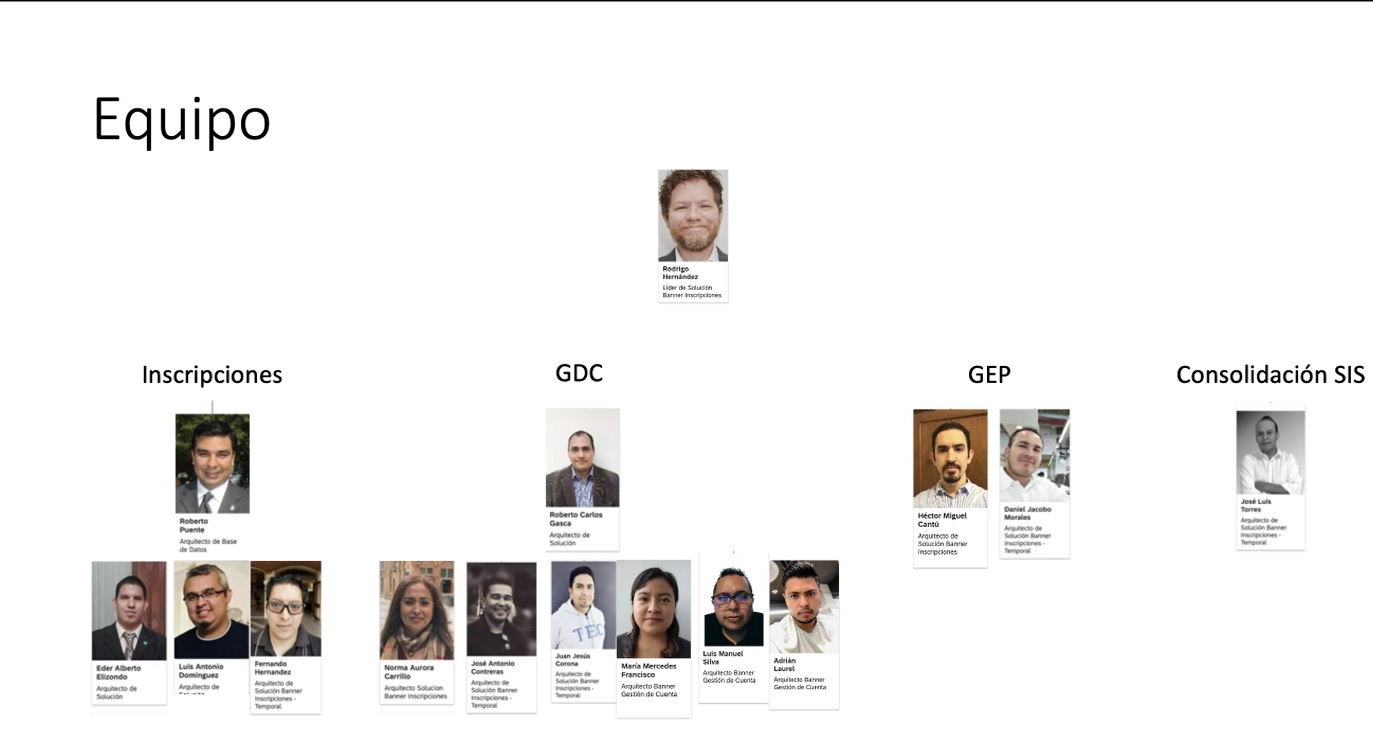 Equipo
Rodrigo
Hernández
Líder de Solución
Banner Inscripciones
Inscripciones
GDC
GEP
Consolidación SIS
Roberto
Puente
Arquitecto de Base
de Datos
Roberto Carlos
Gasca
Arquitecto de
Solución
Héctor Miguel
Cantú
Arquitecto de
Solución Banner
Inscripciones
Daniel Jacobo
Morales
Arquitecto de
Solución Banner
Inscripciones -
Temporal
José Luis
Torres
Arquitecto de
Solución Banner
Inscripciones -
Temporal
Eder Alberto
Elizondo
Arquitecto de
Solución
Luis Antonio
Dominguez
Arquitecto de
Fernando
Hernandez
Arquitecto de
Solución Banner
Inscripciones -
Temporal
Norma Aurora
Carrilio
Arquitecto Solucion
Banner Inscripciones
José Antonio
Contreras
Arquitecto de
Solución Banner
Inscripciones -
Temporal
TEC
Juan Jesús
Corona
Arquitecto de
Solución Banner
Inscripciones -
Temporal
María Mercedes
Francisco
Arquitecto Banner
Gestión de Cuenta
Luis Manuel
Silva
Arquitecto Banner
Gestión de Cuenta
Adrián
Laurel
Arquitecto Banner
Gestión de Cuenta